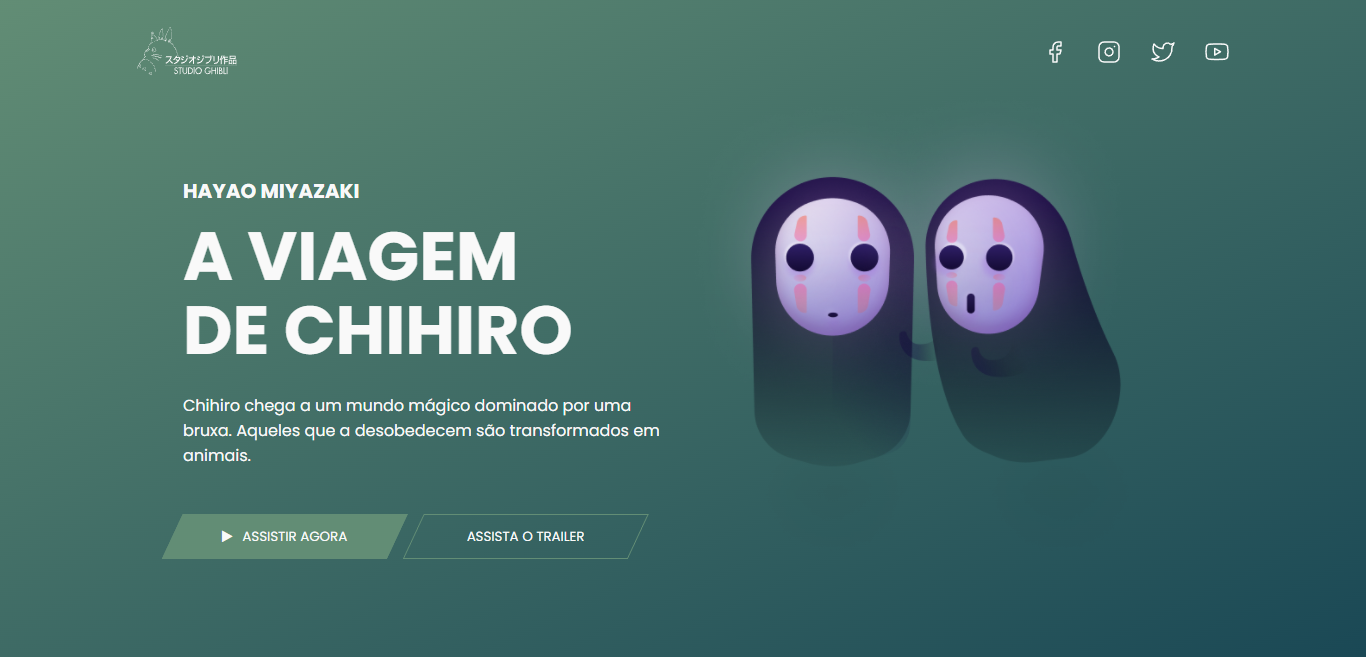 スタジオジブリ作品
STUDIO GHIBLI
HAYAO MIYAZAKI
A VIAGEM
DE CHIHIRO
Chihiro chega a um mundo mágico dominado por uma
bruxa. Aqueles que a desobedecem são transformados em
animais.
ASSISTIR AGORA
ASSISTA O TRAILER